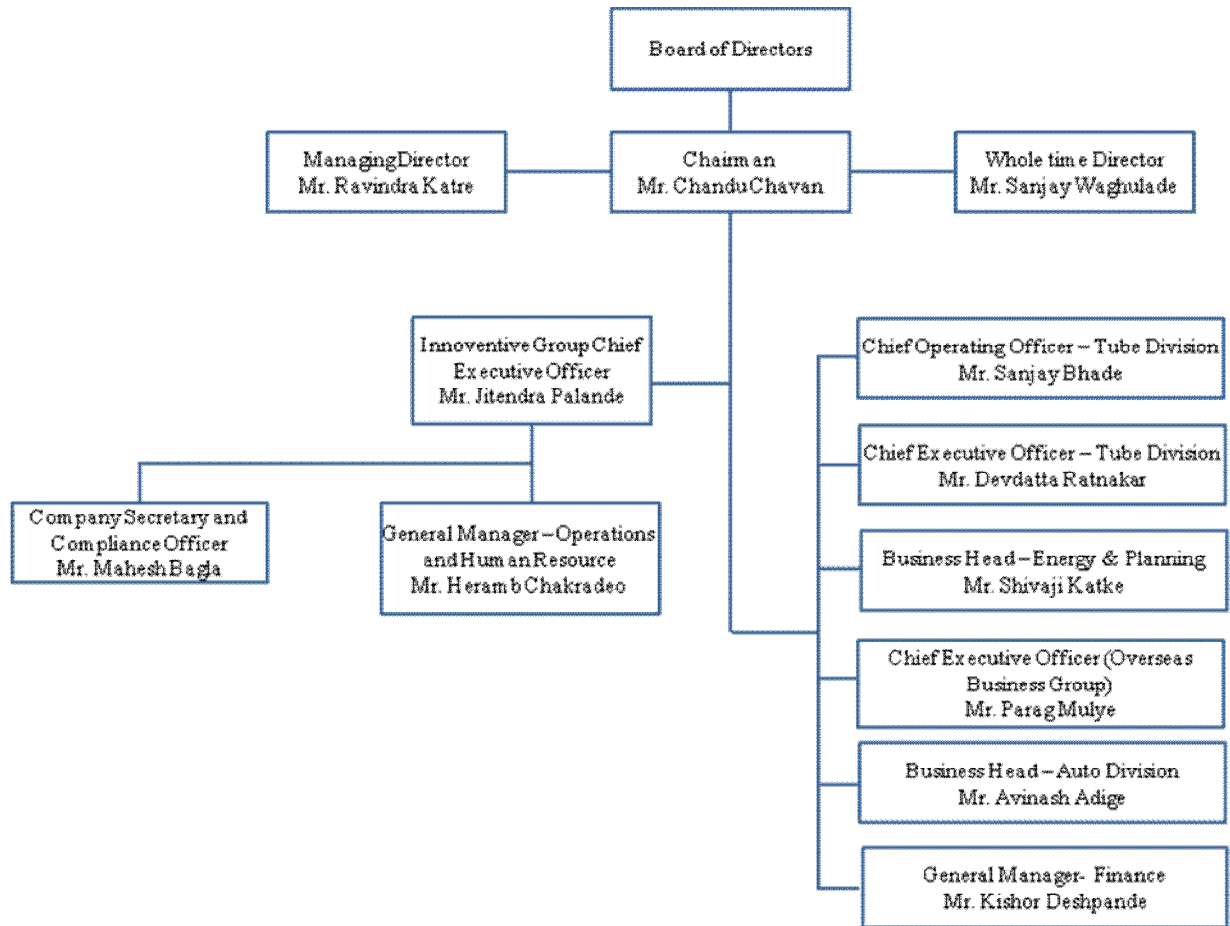 Board of Directors
Managing Director
Mr. Ravindra Katre
Chairman
Mr. Chandu Chavan
Whole time Director
Mr. Sanjay Waghulade
Innoventive Group Chief
Executive Officer
Mr. Jitendra Palande
Company Secretary and
Compliance Officer
Mr. Mahesh Bagla
General Manager – Operations
and Human Resource
Mr. Heramb Chakradeo
Chief Operating Officer – Tube Division
Mr. Sanjay Bhade
Chief Executive Officer – Tube Division
Mr. Devdatta Ratnakar
Business Head – Energy & Planning
Mr. Shivaji Katke
Chief Executive Officer (Overseas
Business Group)
Mr. Parag Mulye
Business Head – Auto Division
Mr. Avinash Adige
General Manager- Finance
Mr. Kishor Deshpande